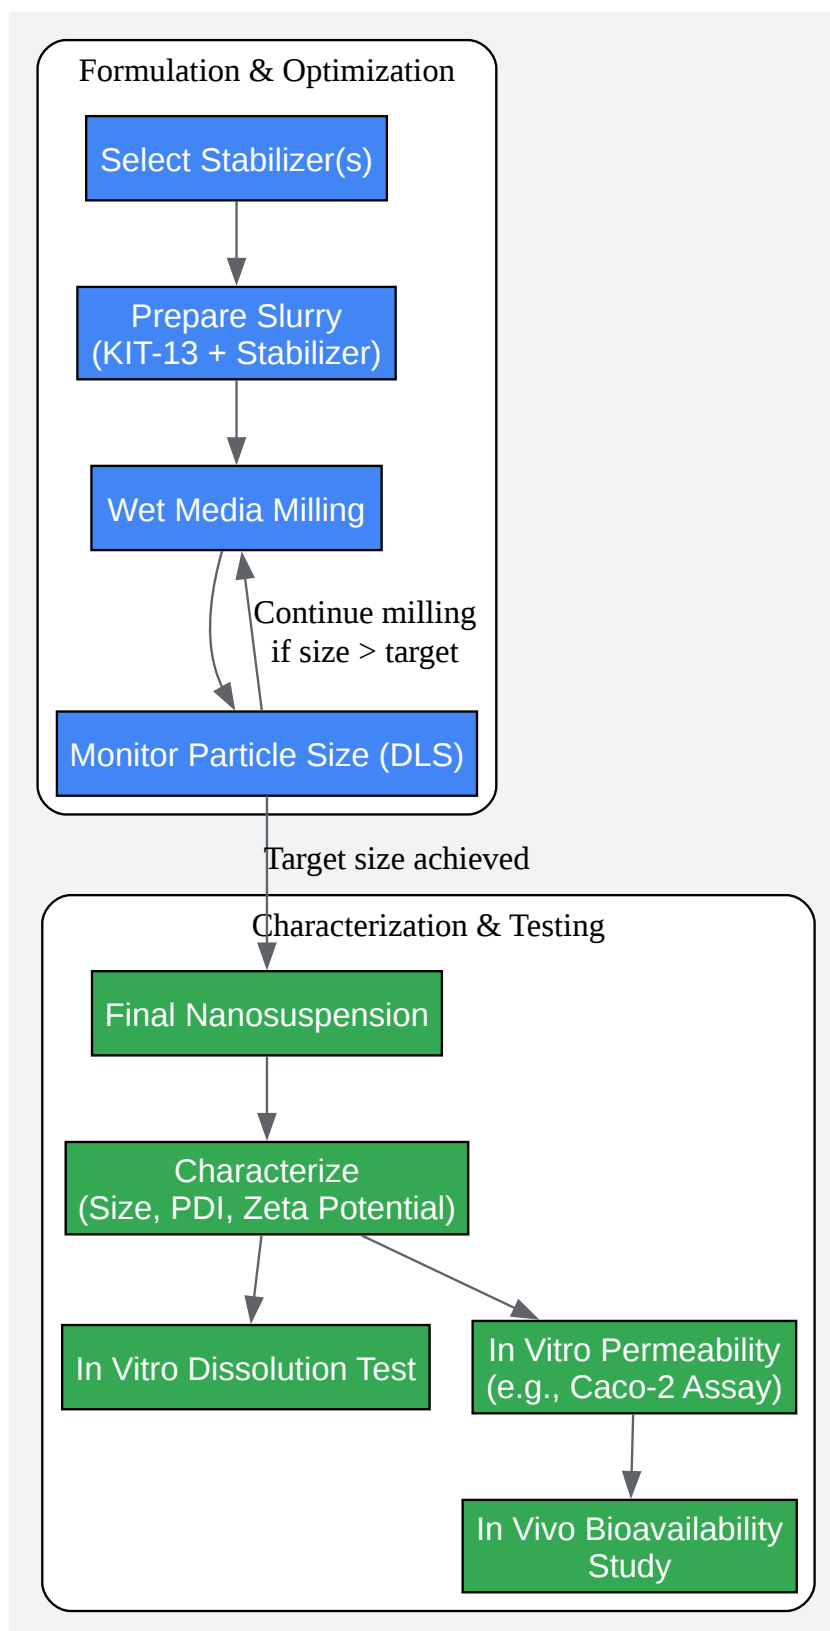 Formulation & Optimization
Select Stabilizer(s)
Prepare Slurry
(KIT-13 + Stabilizer)
Wet Media Milling
Continue milling
if size > target
Monitor Particle Size (DLS)
Target size achieved
Characterization & Testing
Final Nanosuspension
Characterize
(Size, PDI, Zeta Potential)
In Vitro Dissolution Test
In Vitro Permeability
(e.g., Caco-2 Assay)
In Vivo Bioavailability
Study